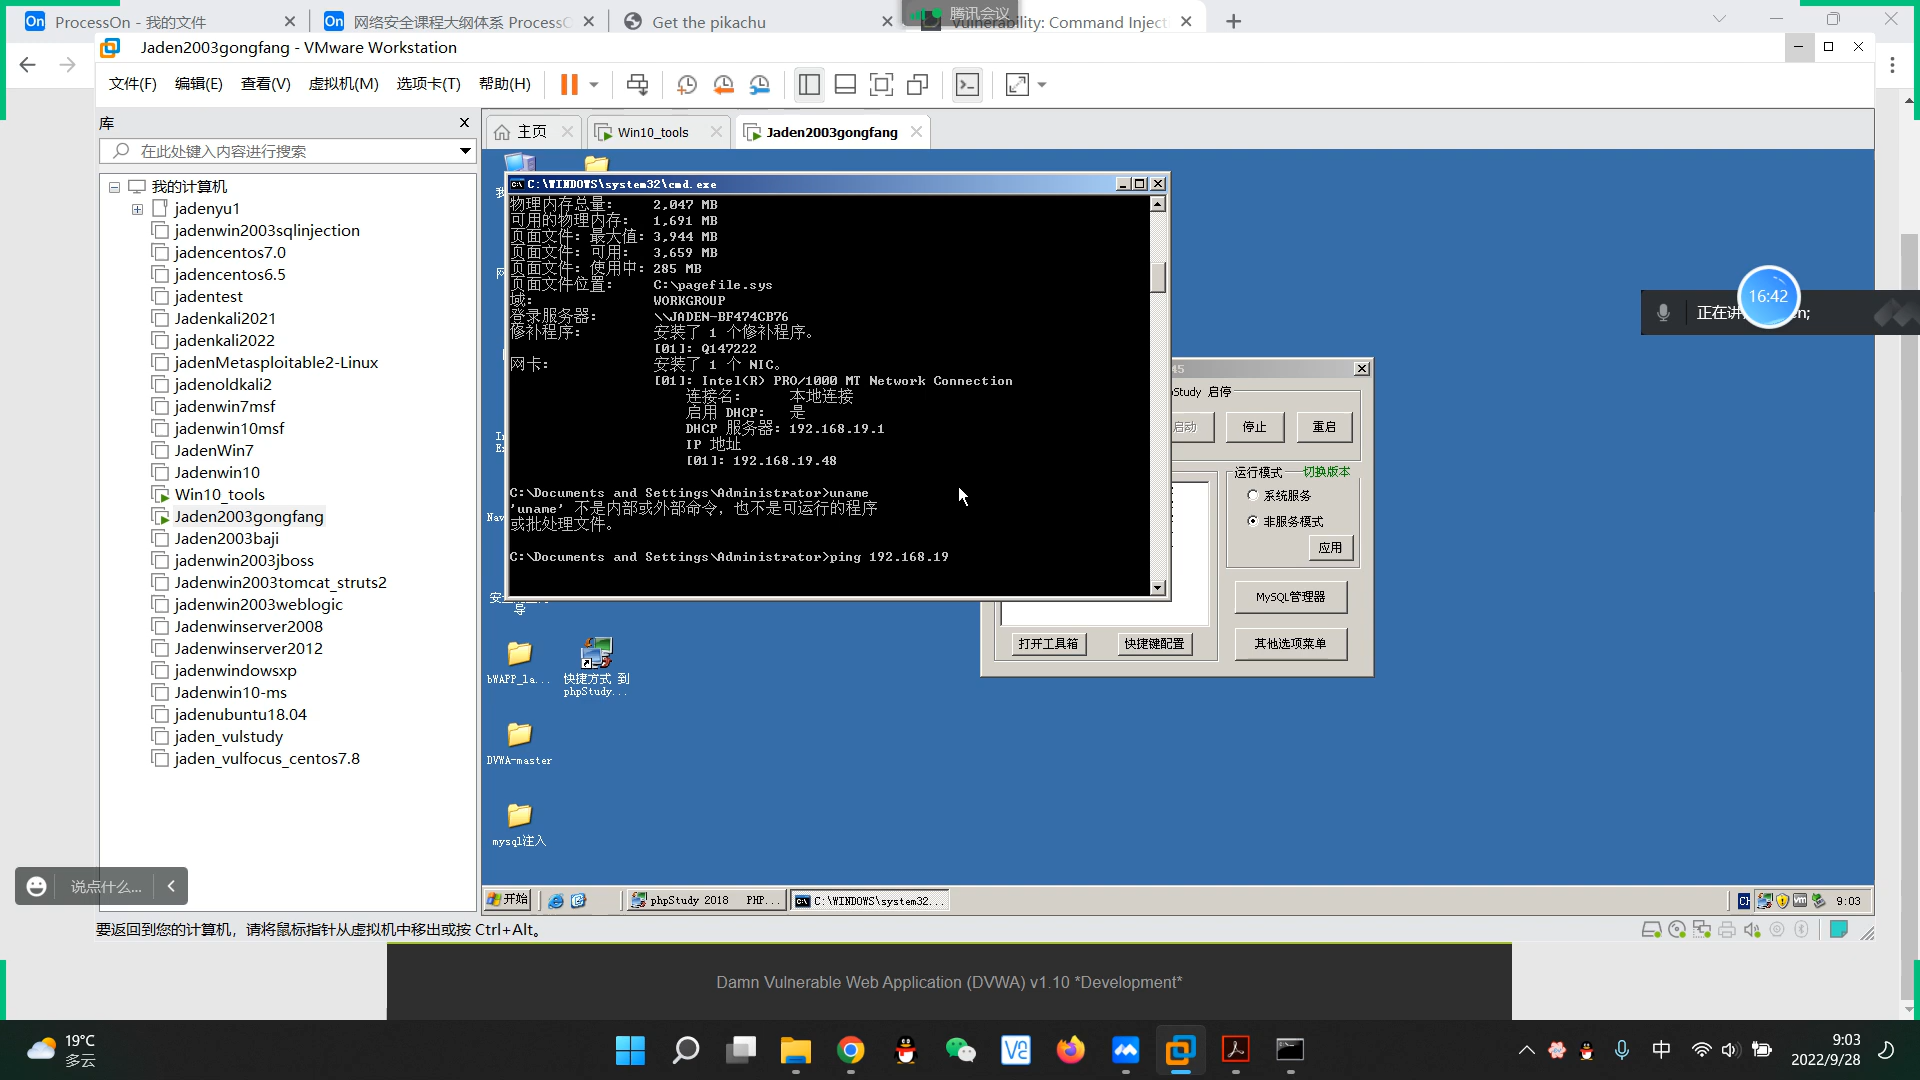 ProcessOn - 我的文件
网络安全课程大纲体系 ProcessO
Get the pikachu
腾讯会议
Vulnerability: Command Inject
Jaden2003gongfang - VMware Workstation
文件(F) 编辑(E) 查看(V) 虚拟机(M) 选项卡(T) 帮助(H)
库
在此处键入内容进行搜索
主页
Win10_tools
Jaden2003gongfang
我的计算机
jadenyu1
jadenwin2003sqlinjection
jadencentos7.0
jadencentos6.5
jadentest
Jadenkali2021
jadenkali2022
jadenMetasploitable2-Linux
jadenoldkali2
jadenwin7msf
jadenwin10msf
JadenWin7
Jadenwin10
Win10_tools
Jaden2003gongfang
Jaden2003baji
jadenwin2003jboss
Jadenwin2003tomcat_struts2
jadenwin2003weblogic
Jadenwinserver2008
Jadenwinserver2012
jadenwindowsxp
Jadenwin10-ms
jadenubuntu18.04
jaden_vulstudy
jaden_vulfocus_centos7.8
C:\WINDOWS\system32\cmd.exe
物理内存总量: 2,047 MB
可用的物理内存: 1,691 MB
页面文件: 最大值: 3,944 MB
页面文件: 可用: 3,659 MB
页面文件: 使用中: 285 MB
页面文件位置: C:\pagefile.sys
域: WORKGROUP
登录服务器: \\JADEN-BF474CB76
修补程序: 安装了 1 个修补程序。
[01]: Q147222
网卡: 安装了 1 个 NIC。
[01]: Intel(R) PRO/1000 MT Network Connection
连接名: 本地连接
启用 DHCP: 是
DHCP 服务器: 192.168.19.1
IP 地址
[01]: 192.168.19.48
C:\Documents and Settings\Administrator>uname
'uname' 不是内部或外部命令，也不是可运行的程序
或批处理文件。
C:\Documents and Settings\Administrator>ping 192.168.19
Study 启停
启动 停止 重启
运行模式 切换版本
系统服务
非服务模式
应用
MySQL管理器
打开工具箱 快捷键配置 其他选项菜单
bWAPP_la...
快捷方式 到
phpStudy...
DVWA-master
mysql注入
16:42
正在讲
en;
开始
phpStudy 2018 PHP...
C:\WINDOWS\system32...
CH
9:03
说点什么...
要返回到您的计算机，请将鼠标指针从虚拟机中移出或按 Ctrl+Alt。
Damn Vulnerable Web Application (DVWA) v1.10 *Development*
19°C
多云
中
9:03
2022/9/28